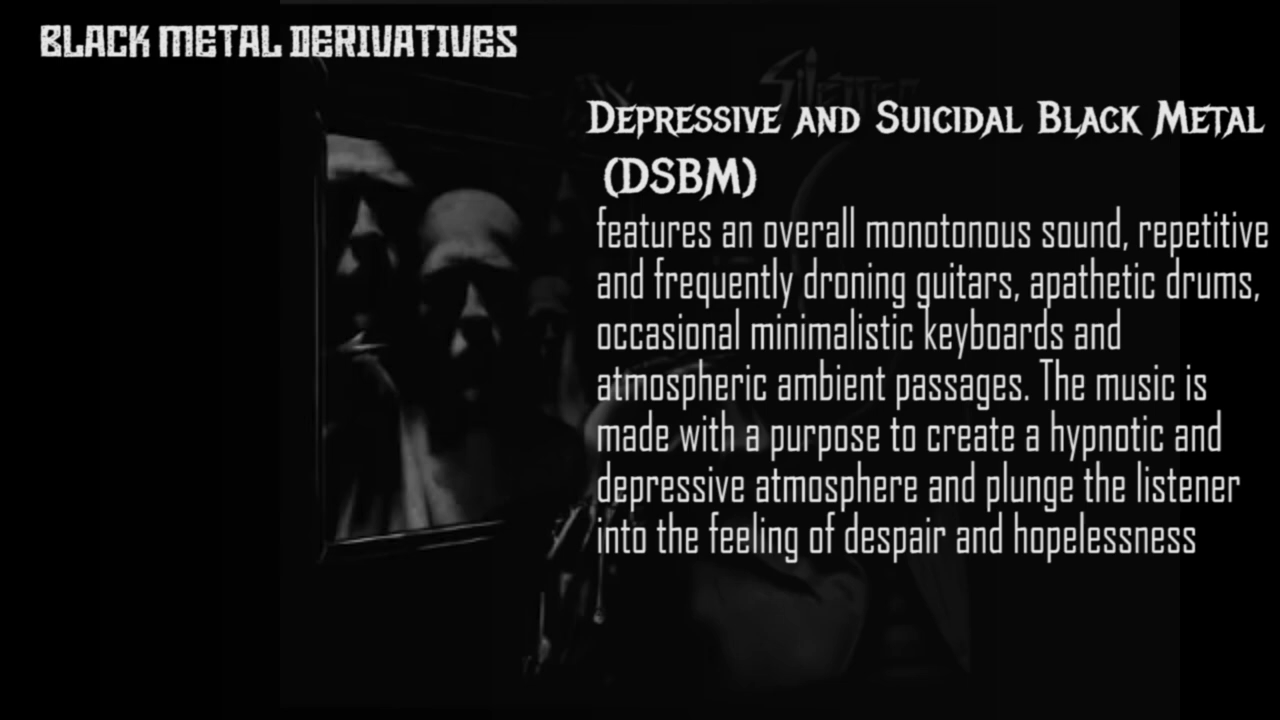 BLACK METAL DERIVATIVES
Silencer
DEPRESSIVE AND SUICIDAL BLACK METAL
(DSBM)
features an overall monotonous sound, repetitive
and frequently droning guitars, apathetic drums,
occasional minimalistic keyboards and
atmospheric ambient passages. The music is
made with a purpose to create a hypnotic and
depressive atmosphere and plunge the listener
into the feeling of despair and hopelessness